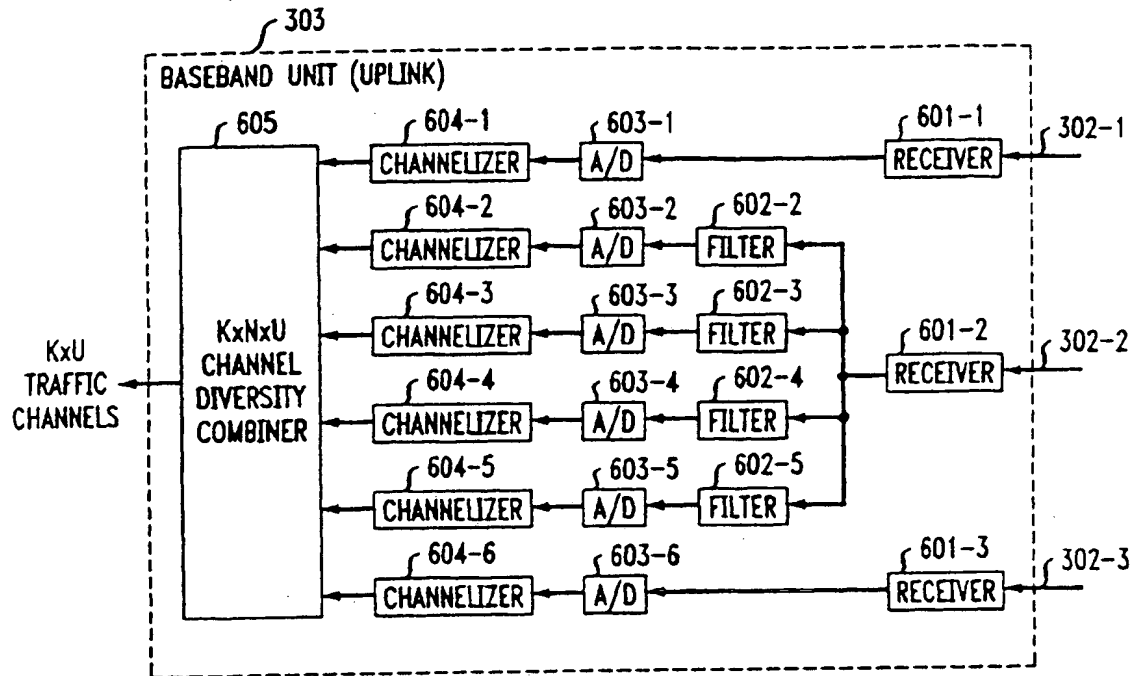 303
BASEBAND UNIT (UPLINK)
605
604-1
603-1
601-1
302-1
CHANNELIZER
A/D
RECEIVER
604-2
603-2
602-2
CHANNELIZER
A/D
FILTER
604-3
603-3
602-3
CHANNELIZER
A/D
FILTER
601-2
302-2
RECEIVER
KxNxU
CHANNEL
DIVERSITY
COMBINER
KxU
TRAFFIC
CHANNELS
604-4
603-4
602-4
CHANNELIZER
A/D
FILTER
604-5
603-5
602-5
CHANNELIZER
A/D
FILTER
604-6
603-6
601-3
302-3
CHANNELIZER
A/D
RECEIVER